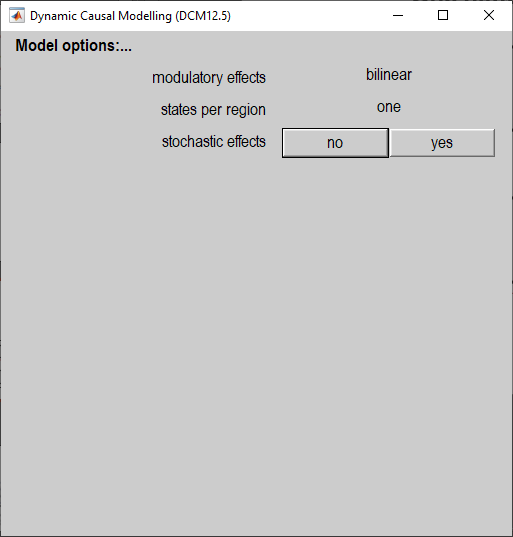 Dynamic Causal Modelling (DCM12.5)
Model options:...
modulatory effects bilinear
states per region one
stochastic effects no yes